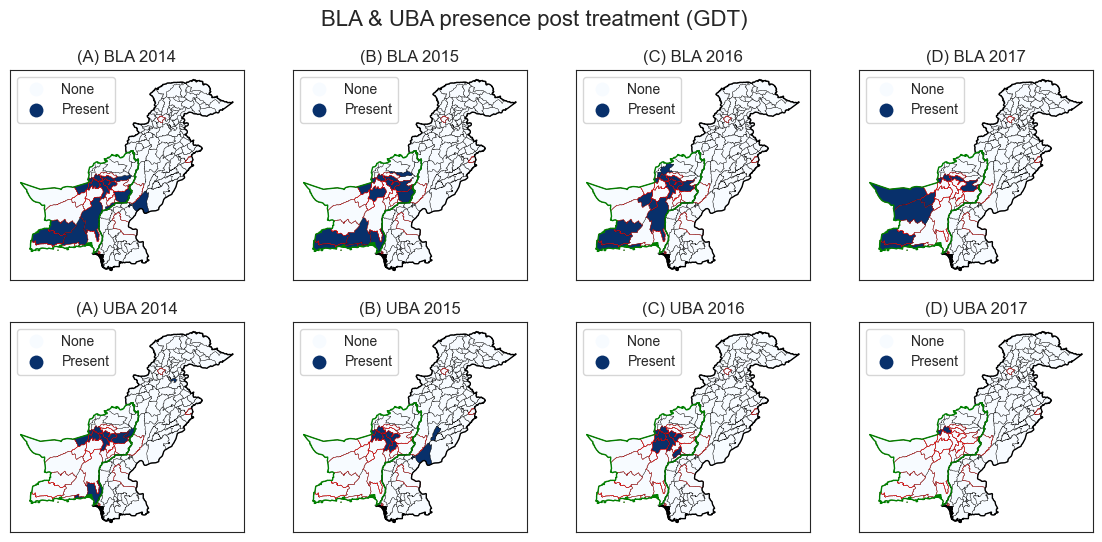 BLA & UBA presence post treatment (GDT)
(A) BLA 2014
None
Present
(B) BLA 2015
None
Present
(C) BLA 2016
None
Present
(D) BLA 2017
None
Present
(A) UBA 2014
None
Present
(B) UBA 2015
None
Present
(C) UBA 2016
None
Present
(D) UBA 2017
None
Present